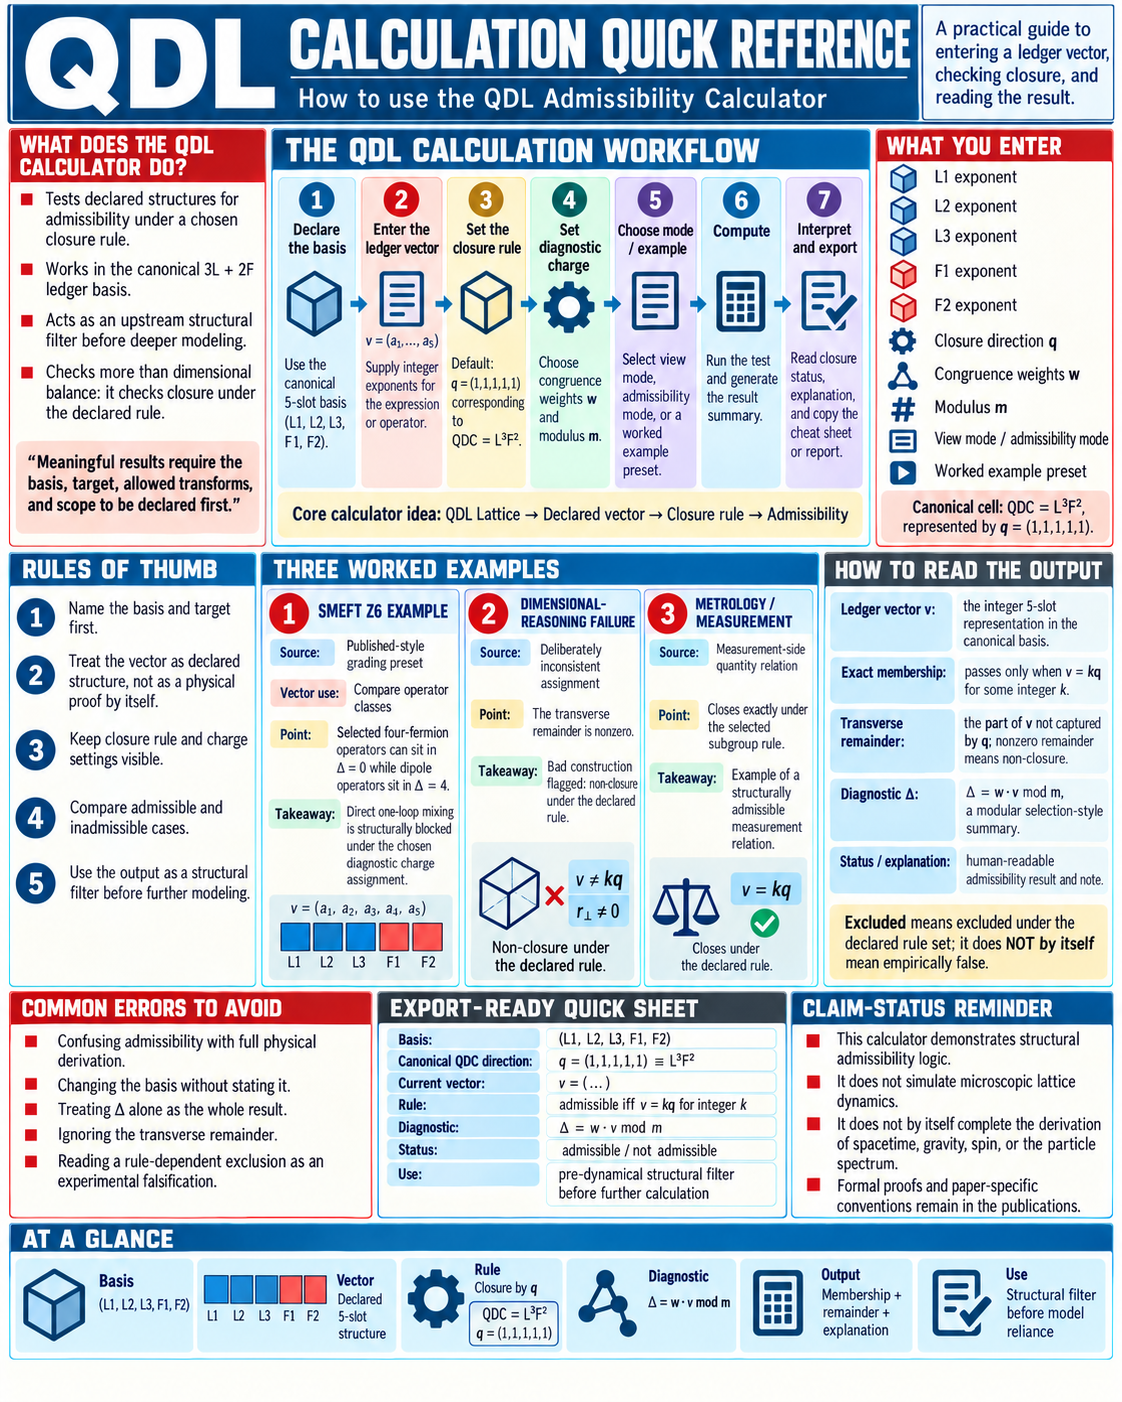 QDL
CALCULATION QUICK REFERENCE
How to use the QDL Admissibility Calculator
A practical guide to
entering a ledger vector,
checking closure, and
reading the result.
WHAT DOES THE QDL
CALCULATOR DO?
Tests declared structures for
admissibility under a chosen
closure rule.
Works in the canonical 3L + 2F
ledger basis.
Acts as an upstream structural
filter before deeper modeling.
Checks more than dimensional
balance: it checks closure under
the declared rule.
“Meaningful results require the
basis, target, allowed transforms,
and scope to be declared first.”
THE QDL CALCULATION WORKFLOW
1
Declare
the basis
Use the
canonical
5-slot basis
(L1, L2, L3,
F1, F2).
2
Enter the
ledger vector
v = (a₁,..., a₅)
Supply integer
exponents for
the expression
or operator.
3
Set the
closure rule
Default:
q = (1,1,1,1,1)
corresponding
to
QDC = L³F².
4
Set
diagnostic
charge
Choose
congruence
weights w
and
modulus m.
5
Choose mode
/ example
Select view
mode,
admissibility
mode, or a
worked
example
preset.
6
Compute
Run the test
and generate
the result
summary.
7
Interpret
and export
Read closure
status,
explanation,
and copy the
cheat sheet
or report.
Core calculator idea: QDL Lattice → Declared vector → Closure rule → Admissibility
WHAT YOU ENTER
L1 exponent
L2 exponent
L3 exponent
F1 exponent
F2 exponent
Closure direction q
Congruence weights w
# Modulus m
View mode / admissibility mode
Worked example preset
Canonical cell: QDC = L³F²,
represented by q = (1,1,1,1,1).
RULES OF THUMB
1
Name the basis and target
first.
2
Treat the vector as declared
structure, not as a physical
proof by itself.
3
Keep closure rule and charge
settings visible.
4
Compare admissible and
inadmissible cases.
5
Use the output as a structural
filter before further modeling.
THREE WORKED EXAMPLES
1
SMEFT Z6 EXAMPLE
Source:
Published-style
grading preset
Vector use:
Compare operator
classes
Point:
Selected four-fermion
operators can sit in
Δ = 0 while dipole
operators sit in Δ = 4.
Takeaway:
Direct one-loop mixing
is structurally blocked
under the chosen
diagnostic charge
assignment.
v = (a₁, a₂, a₃, a₄, a₅)
L1 L2 L3 F1 F2
2
DIMENSIONAL-
REASONING FAILURE
Source:
Deliberately
inconsistent
assignment
Point:
The transverse
remainder is nonzero.
Takeaway:
Bad construction
flagged: non-closure
under the declared
rule.
v ≠ kq
r⊥ ≠ 0
Non-closure under
the declared rule.
3
METROLOGY /
MEASUREMENT
Source:
Measurement-side
quantity relation
Point:
Closes exactly under
the selected
subgroup rule.
Takeaway:
Example of a
structurally
admissible
measurement
relation.
v = kq
Closes under
the declared rule.
HOW TO READ THE OUTPUT
Ledger vector v:
the integer 5-slot
representation in the
canonical basis.
Exact membership:
passes only when v = kq
for some integer k.
Transverse
remainder:
the part of v not captured
by q; nonzero remainder
means non-closure.
Diagnostic Δ:
Δ = w · v mod m,
a modular selection-style
summary.
Status / explanation:
human-readable
admissibility result and note.
Excluded means excluded under the
declared rule set; it does NOT by itself
mean empirically false.
COMMON ERRORS TO AVOID
Confusing admissibility with full physical
derivation.
Changing the basis without stating it.
Treating Δ alone as the whole result.
Ignoring the transverse remainder.
Reading a rule-dependent exclusion as an
experimental falsification.
EXPORT-READY QUICK SHEET
Basis: (L1, L2, L3, F1, F2)
Canonical QDC direction: q = (1,1,1,1,1) ≡ L³F²
Current vector: v = (...)
Rule: admissible iff v = kq for integer k
Diagnostic: Δ = w · v mod m
Status: admissible / not admissible
Use: pre-dynamical structural filter
before further calculation
CLAIM-STATUS REMINDER
This calculator demonstrates structural
admissibility logic.
It does not simulate microscopic lattice
dynamics.
It does not by itself complete the derivation
of spacetime, gravity, spin, or the particle
spectrum.
Formal proofs and paper-specific
conventions remain in the publications.
AT A GLANCE
Basis
(L1, L2, L3, F1, F2)
L1 L2 L3 F1 F2
Vector
Declared
5-slot
structure
Rule
Closure by q
QDC = L³F²
q = (1,1,1,1,1)
Diagnostic
Δ = w · v mod m
Output
Membership +
remainder +
explanation
Use
Structural filter
before model
reliance